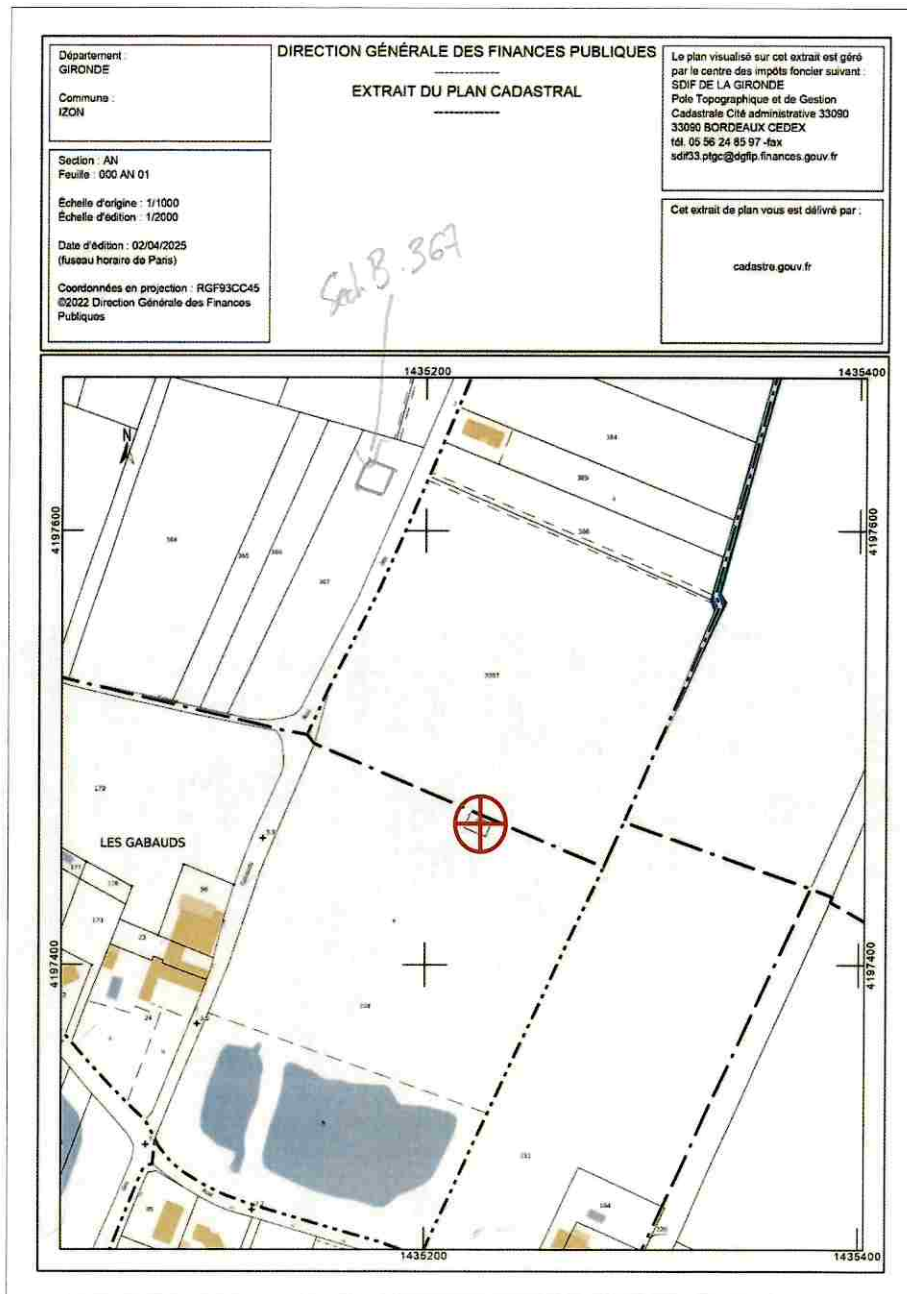 Département :
GIRONDE
Commune :
IZON
Section : AN
Feuille : 000 AN 01
Échelle d'origine : 1/1000
Échelle d'édition : 1/2000
Date d'édition : 02/04/2025
(fuseau horaire de Paris)
Coordonnées en projection : RGF93CC45
©2022 Direction Générale des Finances
Publiques
DIRECTION GÉNÉRALE DES FINANCES PUBLIQUES
EXTRAIT DU PLAN CADASTRAL
Le plan visualisé sur cet extrait est géré
par le centre des impôts foncier suivant :
SDIF DE LA GIRONDE
Pole Topographique et de Gestion
Cadastrale Cité administrative 33090
33090 BORDEAUX CEDEX
tél. 05 56 24 85 97 -fax
sdif33.ptgc@dgfip.finances.gouv.fr
Cet extrait de plan vous est délivré par :
cadastre.gouv.fr
B. 367
1435200
1435400
N
384
385
386
4197600
4197600
364
365
366
367
179
LES GABAUDS
96
173
24
4197400
4197400
151
1435200
1435400